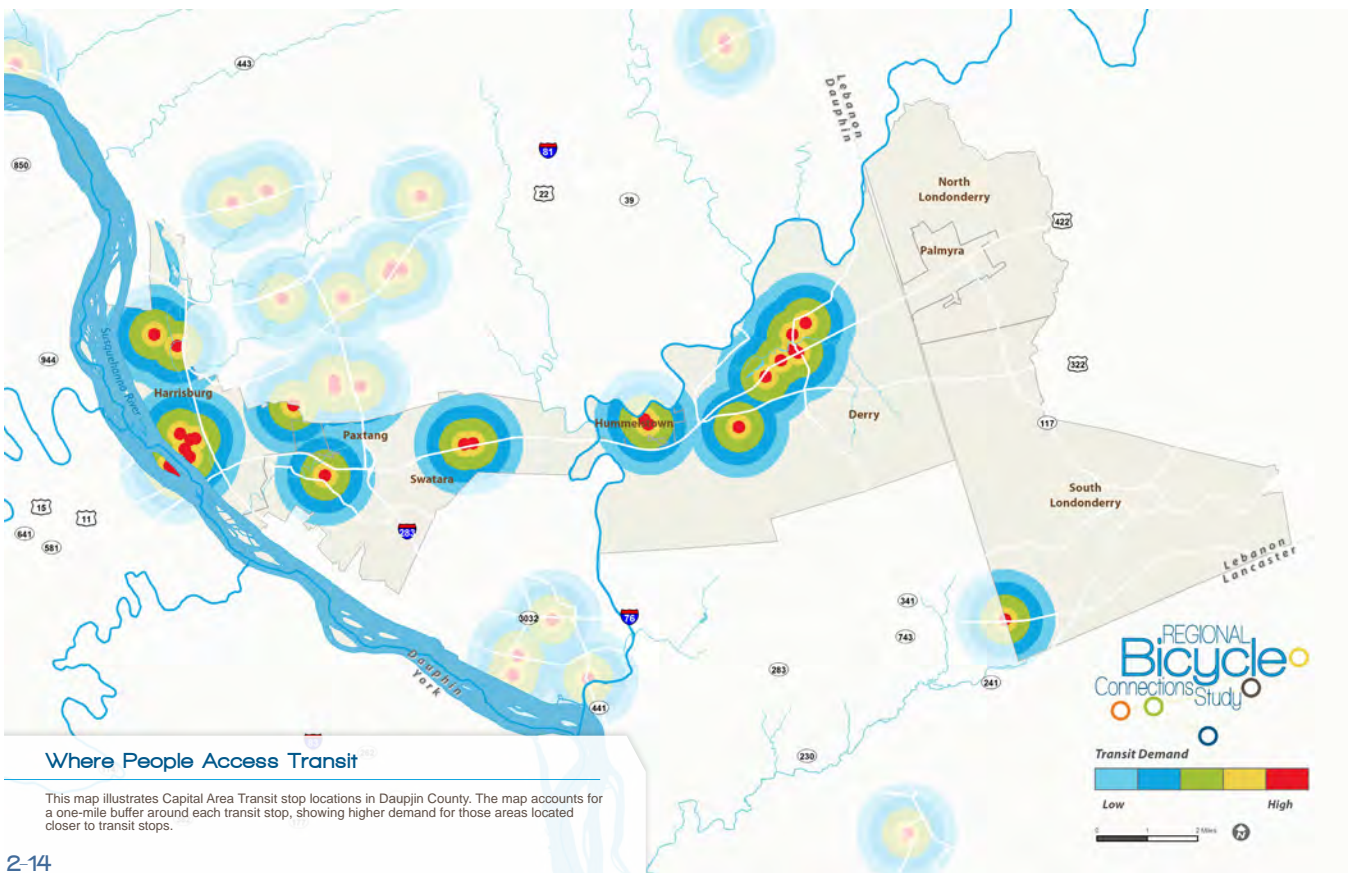 443
Lebanon
Dauphin
850
81
22
39
North
Londonderry
422
Palmyra
Susquehanna River
944
322
Harrisburg
Hummelstown
Derry
117
Paxtang
Swatara
South
Londonderry
15
11
283
641
581
Lebanon
Lancaster
341
76
3032
743
Dauphin
York
283
241
441
230
REGIONAL
Bicycle
Connections
Study
Transit Demand
Low High
0 1 2 Miles
N
Where People Access Transit
This map illustrates Capital Area Transit stop locations in Daupjin County. The map accounts for
a one-mile buffer around each transit stop, showing higher demand for those areas located
closer to transit stops.
2-14